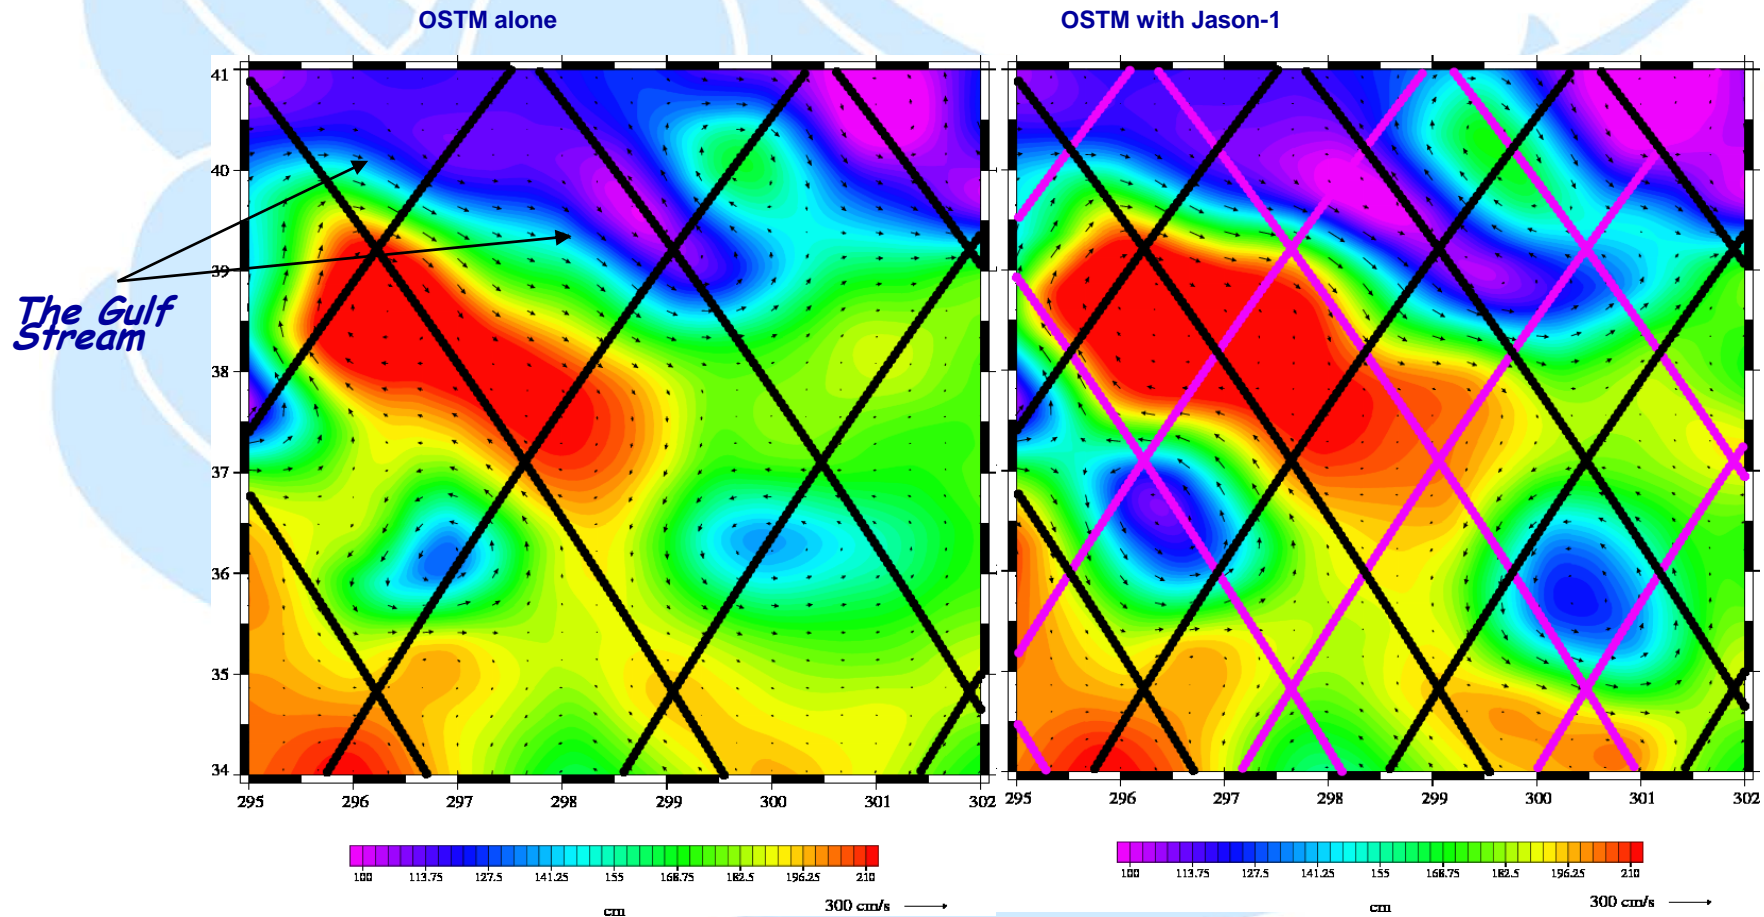 OSTM alone
OSTM with Jason-1
41
40
39
38
37
36
35
34
The Gulf
Stream
295 296 297 298 299 300 301 302
295 296 297 298 299 300 301 302
100 113.75 127.5 141.25 155 168.75 182.5 196.25 210
100 113.75 127.5 141.25 155 168.75 182.5 196.25 210
cm
300 cm/s
cm
300 cm/s